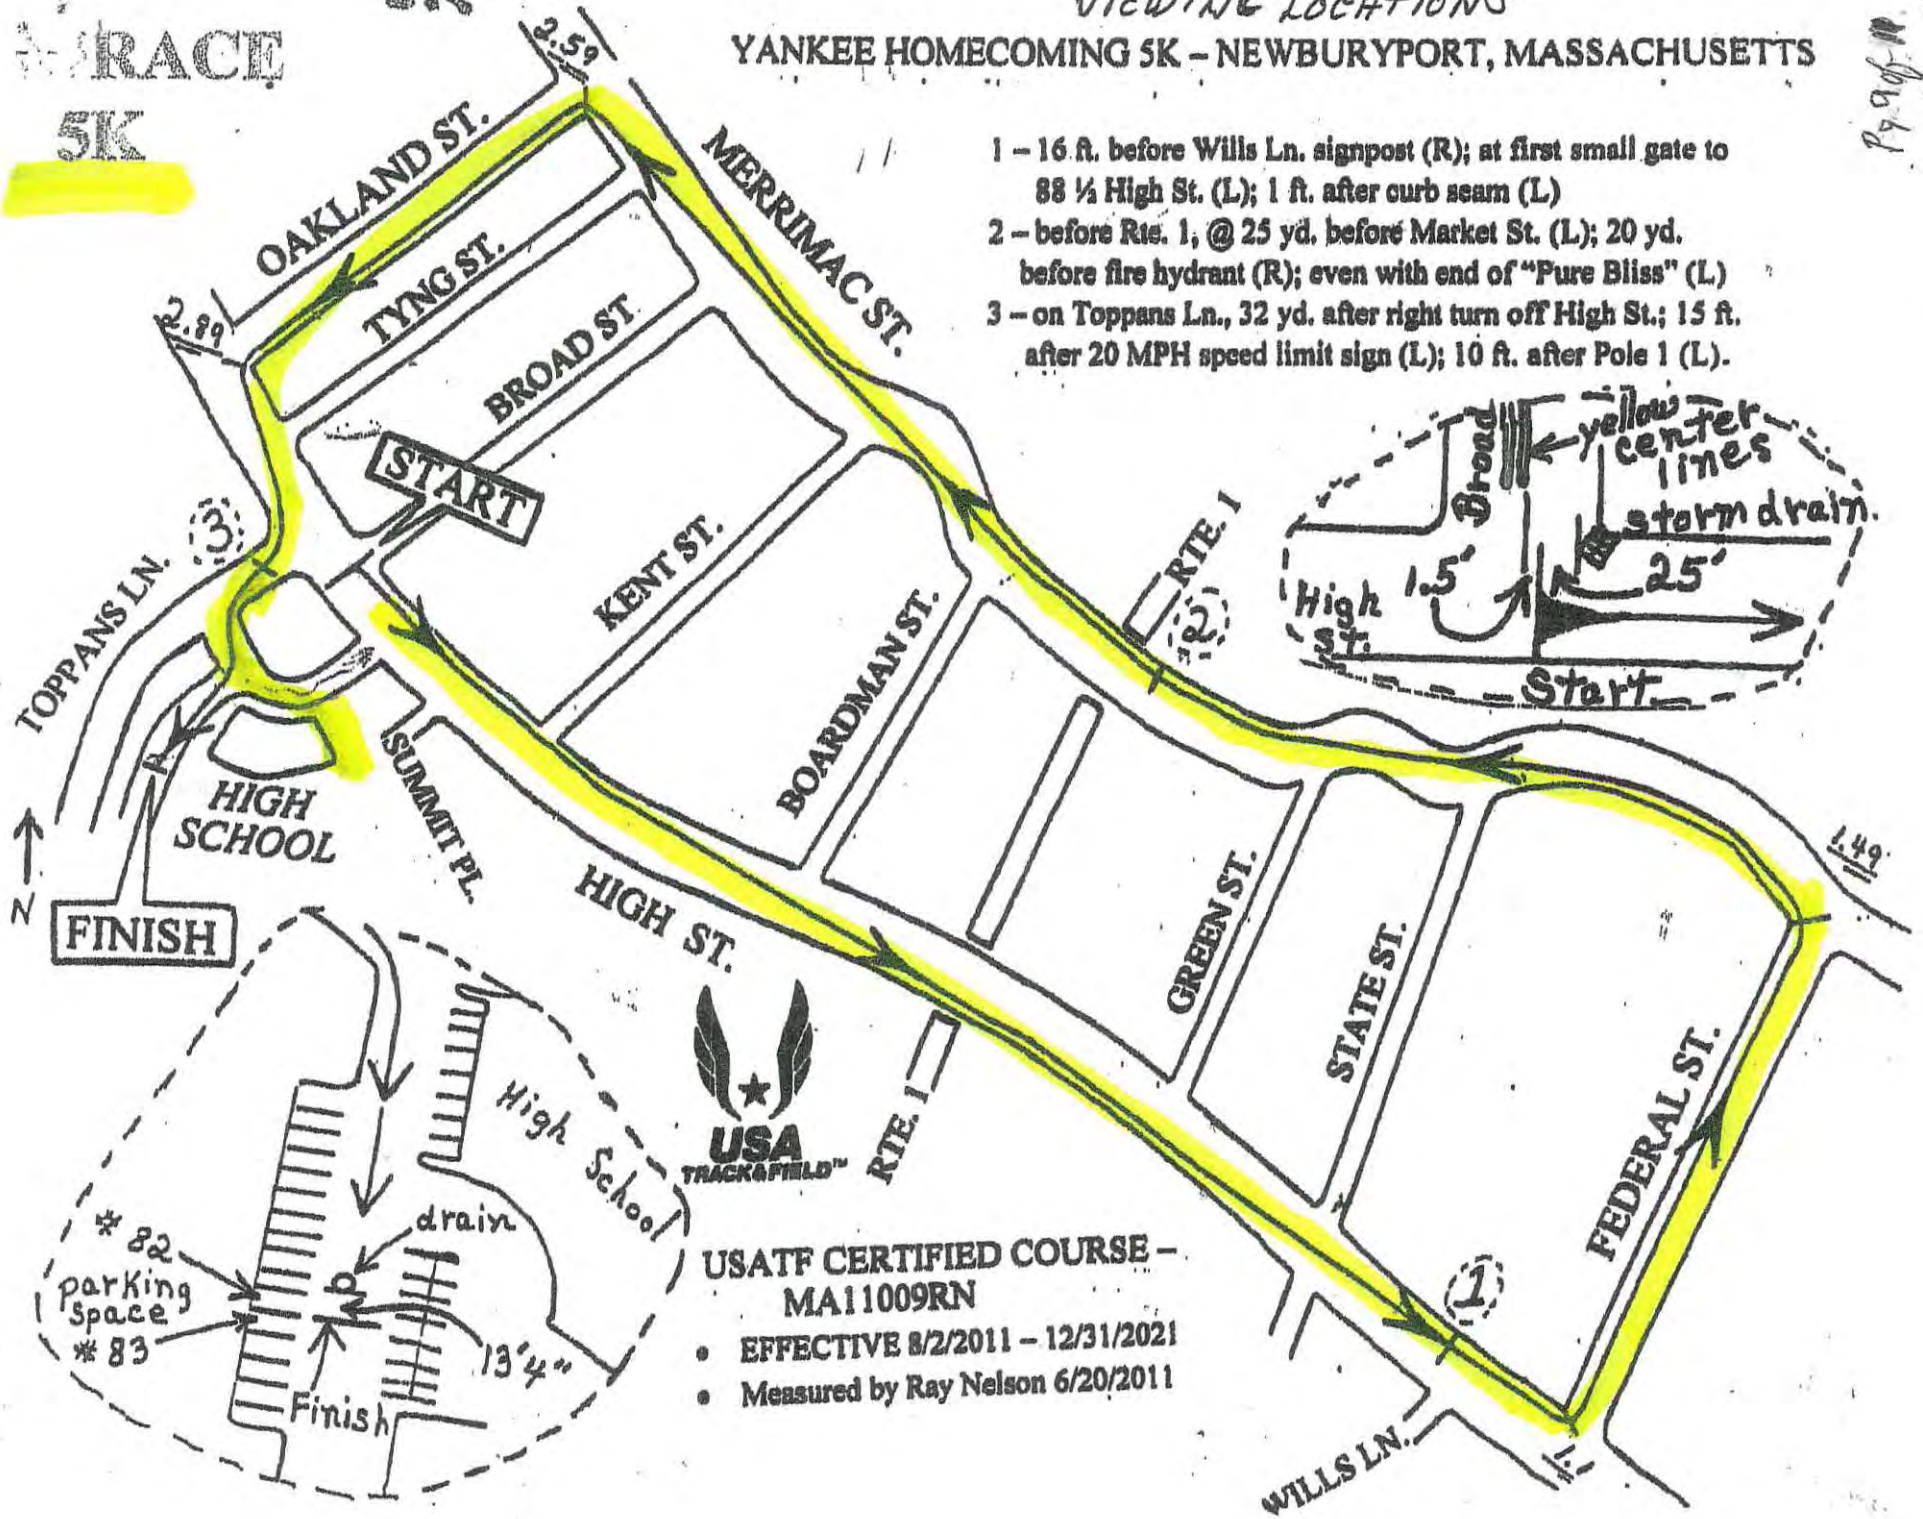 VIEWING LOCATIONS
YANKEE HOMECOMING 5K – NEWBURYPORT, MASSACHUSETTS
RACE
5K
1 – 16 ft. before Wills Ln. signpost (R); at first small gate to
88 ½ High St. (L); 1 ft. after curb seam (L)
2 – before Rte. 1, @ 25 yd. before Market St. (L); 20 yd.
before fire hydrant (R); even with end of “Pure Bliss” (L)
3 – on Toppans Ln., 32 yd. after right turn off High St.; 15 ft.
after 20 MPH speed limit sign (L); 10 ft. after Pole 1 (L).
2.59
OAKLAND ST.
MERRIMAC ST.
TYNG ST.
2.89
BROAD ST.
START
3
TOPPANS LN.
KENT ST.
BOARDMAN ST.
RTE. 1
2
Broad
yellow
center
lines
storm drain.
1.5'
25'
High
St.
Start
SUMMIT PL.
HIGH
SCHOOL
N
FINISH
HIGH ST.
GREEN ST.
STATE ST.
FEDERAL ST.
1.49
RTE. 1
USA
TRACK&FIELD™
High
School
drain
* 82
parking
space
* 83
13'4"
Finish
1
USATF CERTIFIED COURSE –
MA11009RN
• EFFECTIVE 8/2/2011 – 12/31/2021
• Measured by Ray Nelson 6/20/2011
WILLS LN.
1.1